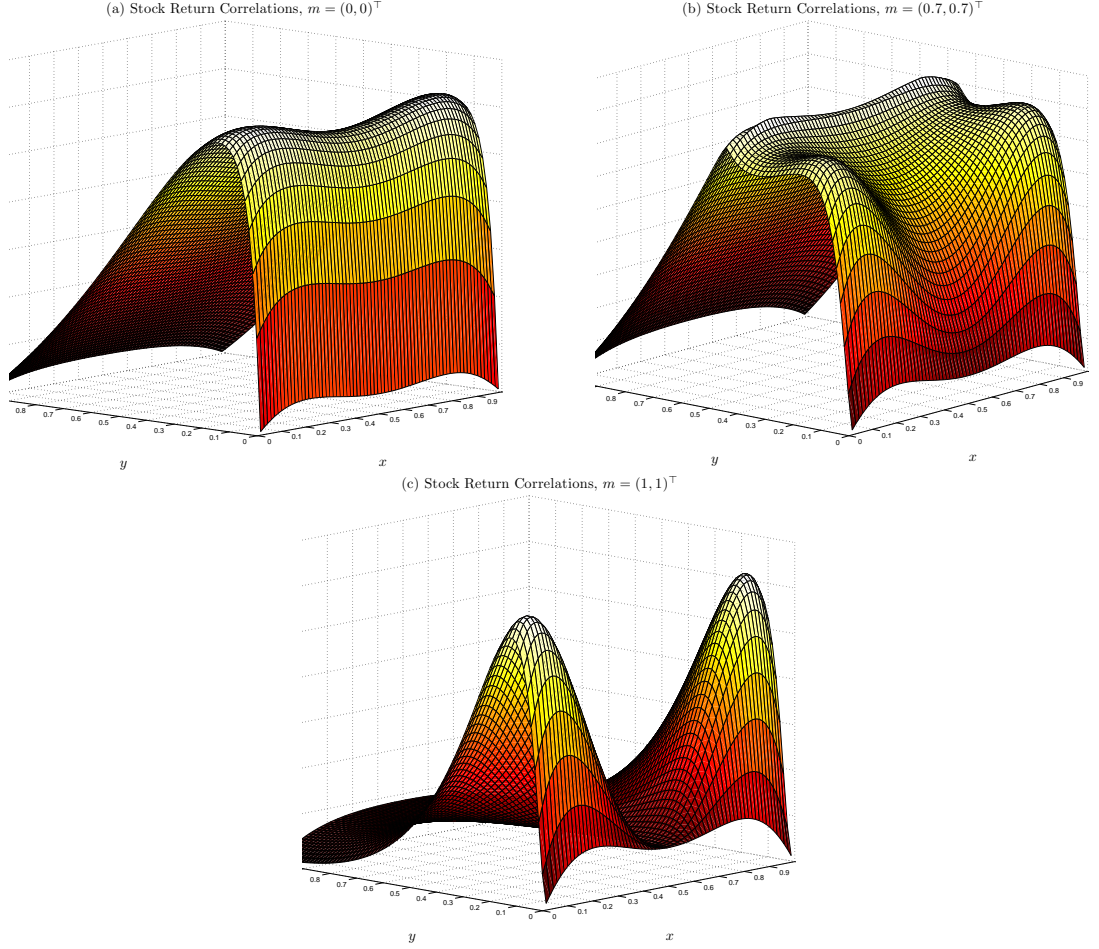 (a) Stock Return Correlations, m = (0, 0)⊤
0.8 0.7 0.6 0.5 0.4 0.3 0.2 0.1 0
0 0.1 0.2 0.3 0.4 0.5 0.6 0.7 0.8 0.9
y
x
(b) Stock Return Correlations, m = (0.7, 0.7)⊤
0.8 0.7 0.6 0.5 0.4 0.3 0.2 0.1 0
0 0.1 0.2 0.3 0.4 0.5 0.6 0.7 0.8 0.9
y
x
(c) Stock Return Correlations, m = (1, 1)⊤
0.8 0.7 0.6 0.5 0.4 0.3 0.2 0.1 0
0 0.1 0.2 0.3 0.4 0.5 0.6 0.7 0.8 0.9
y
x